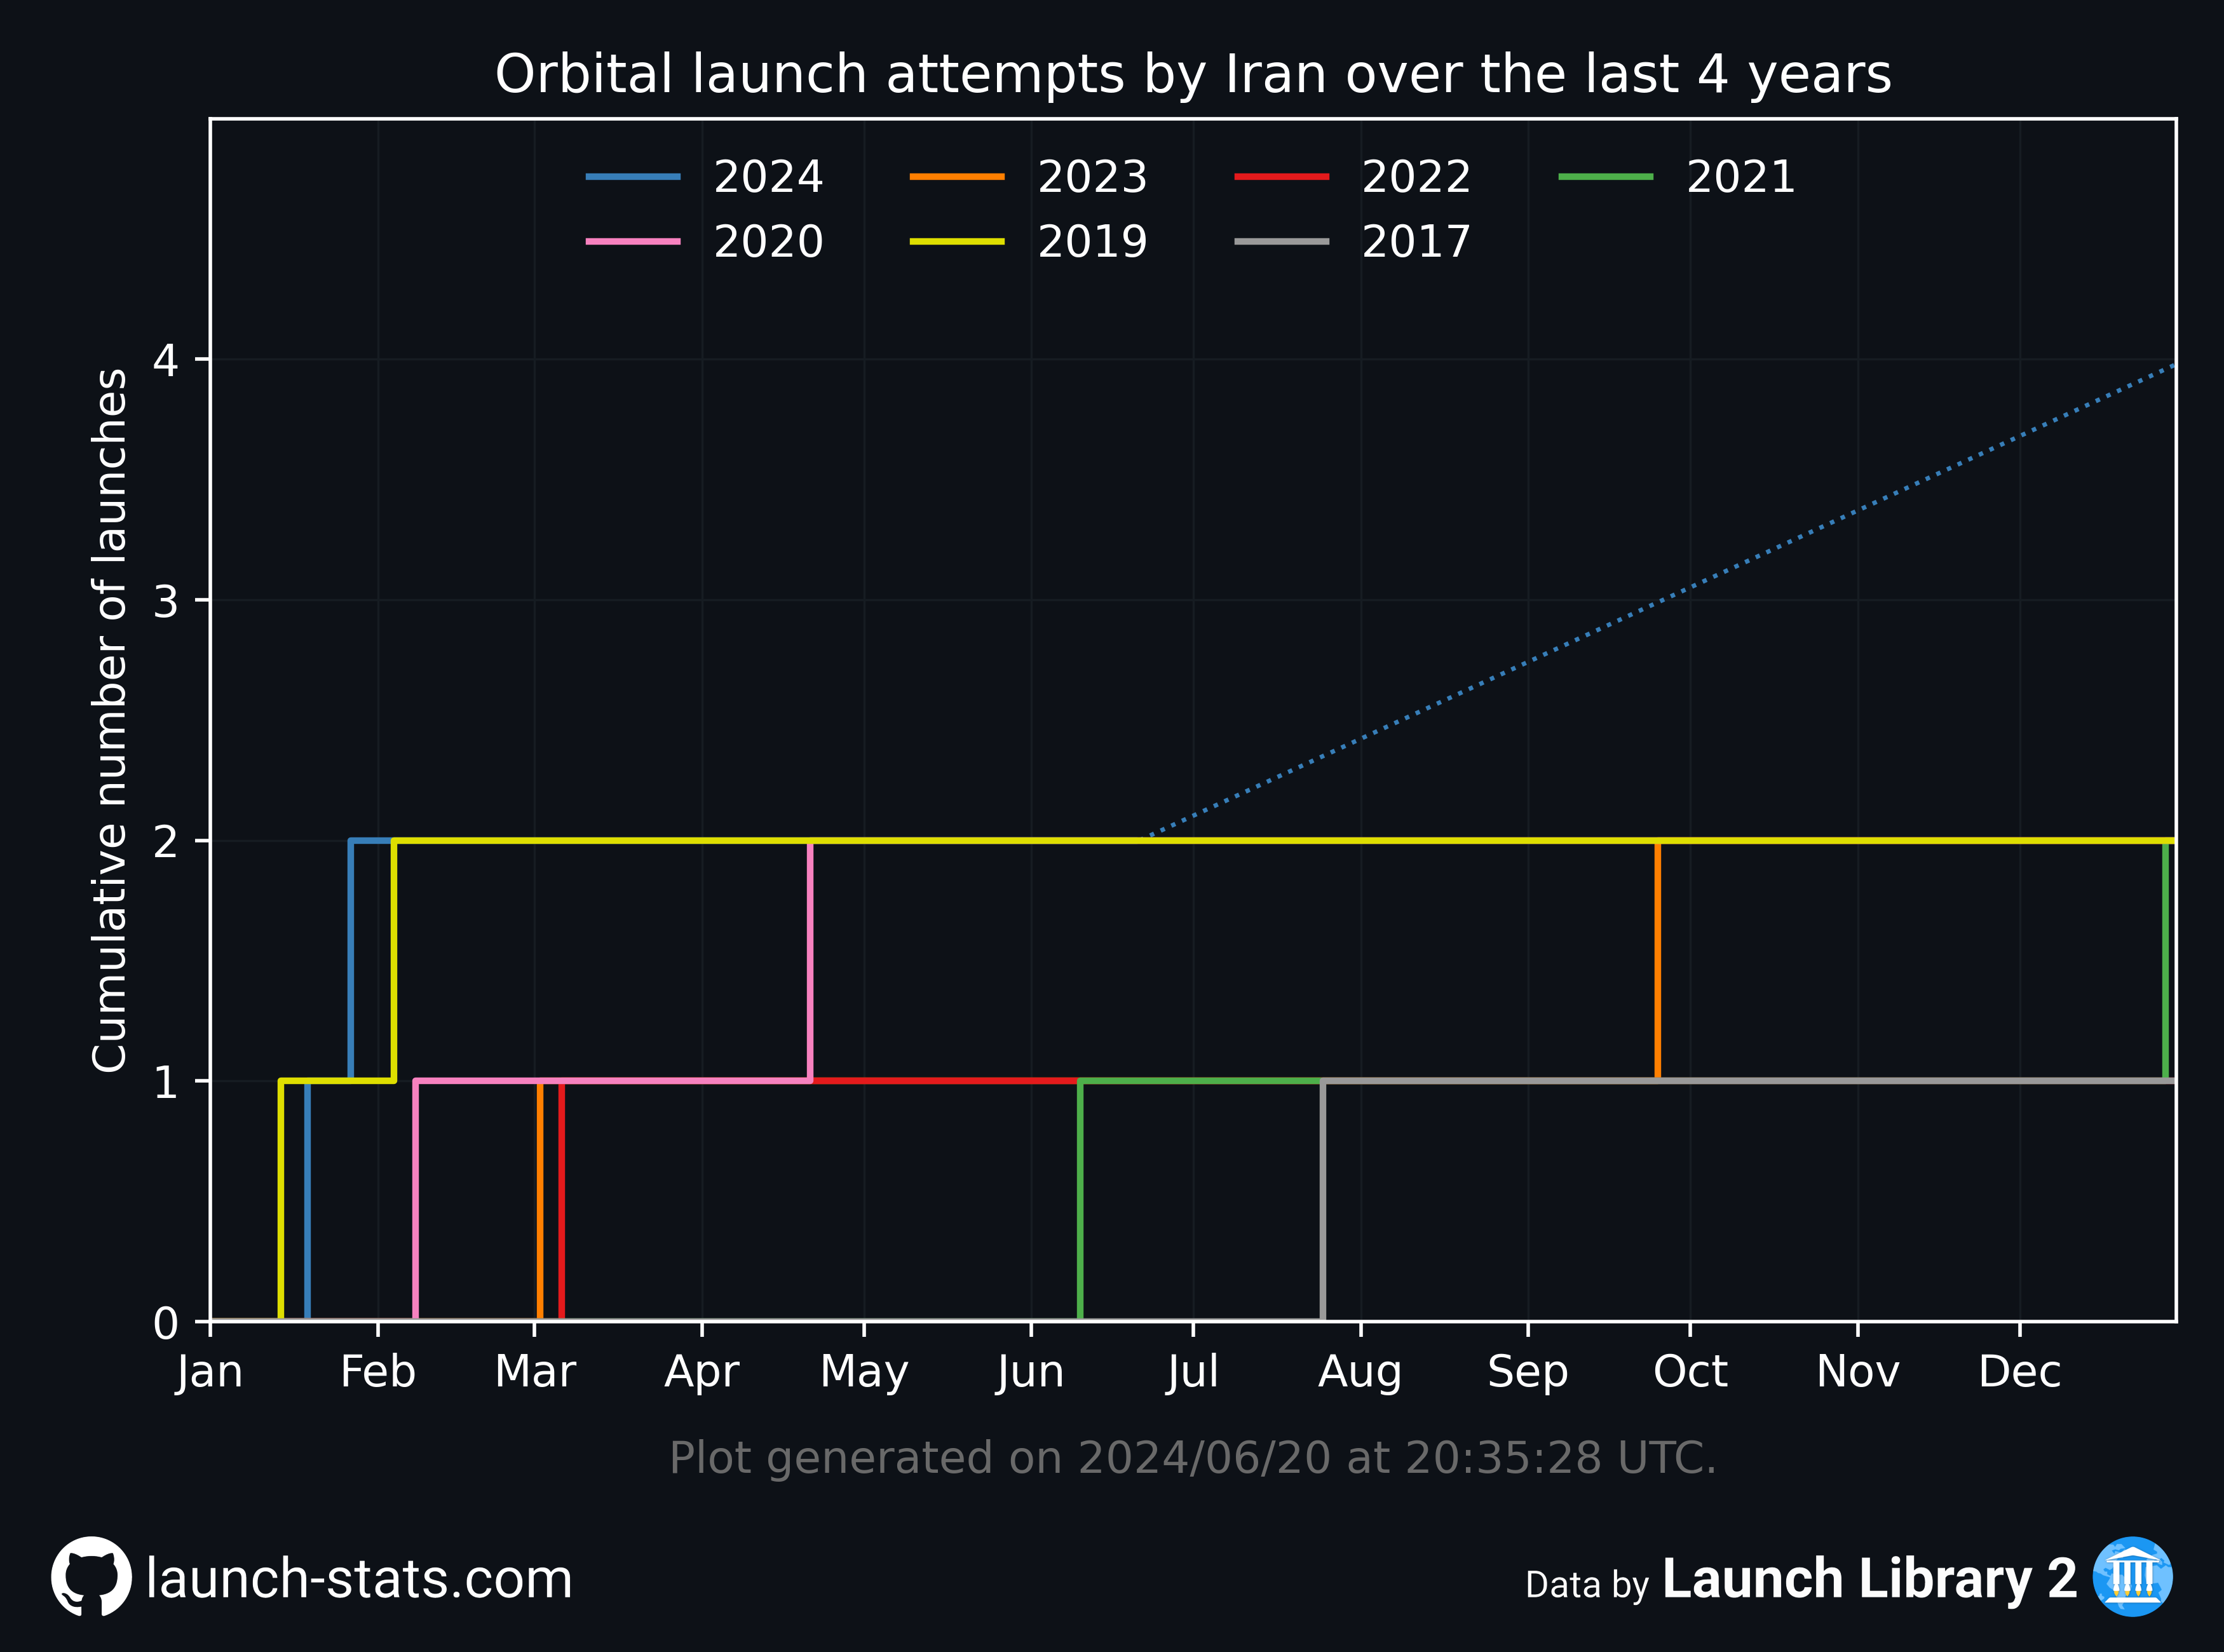 Orbital launch attempts by Iran over the last 4 years
2024 2023 2022 2021
2020 2019 2017
Cumulative number of launches
4
3
2
1
0
Jan Feb Mar Apr May Jun Jul Aug Sep Oct Nov Dec
Plot generated on 2024/06/20 at 20:35:28 UTC.
launch-stats.com
Data by Launch Library 2